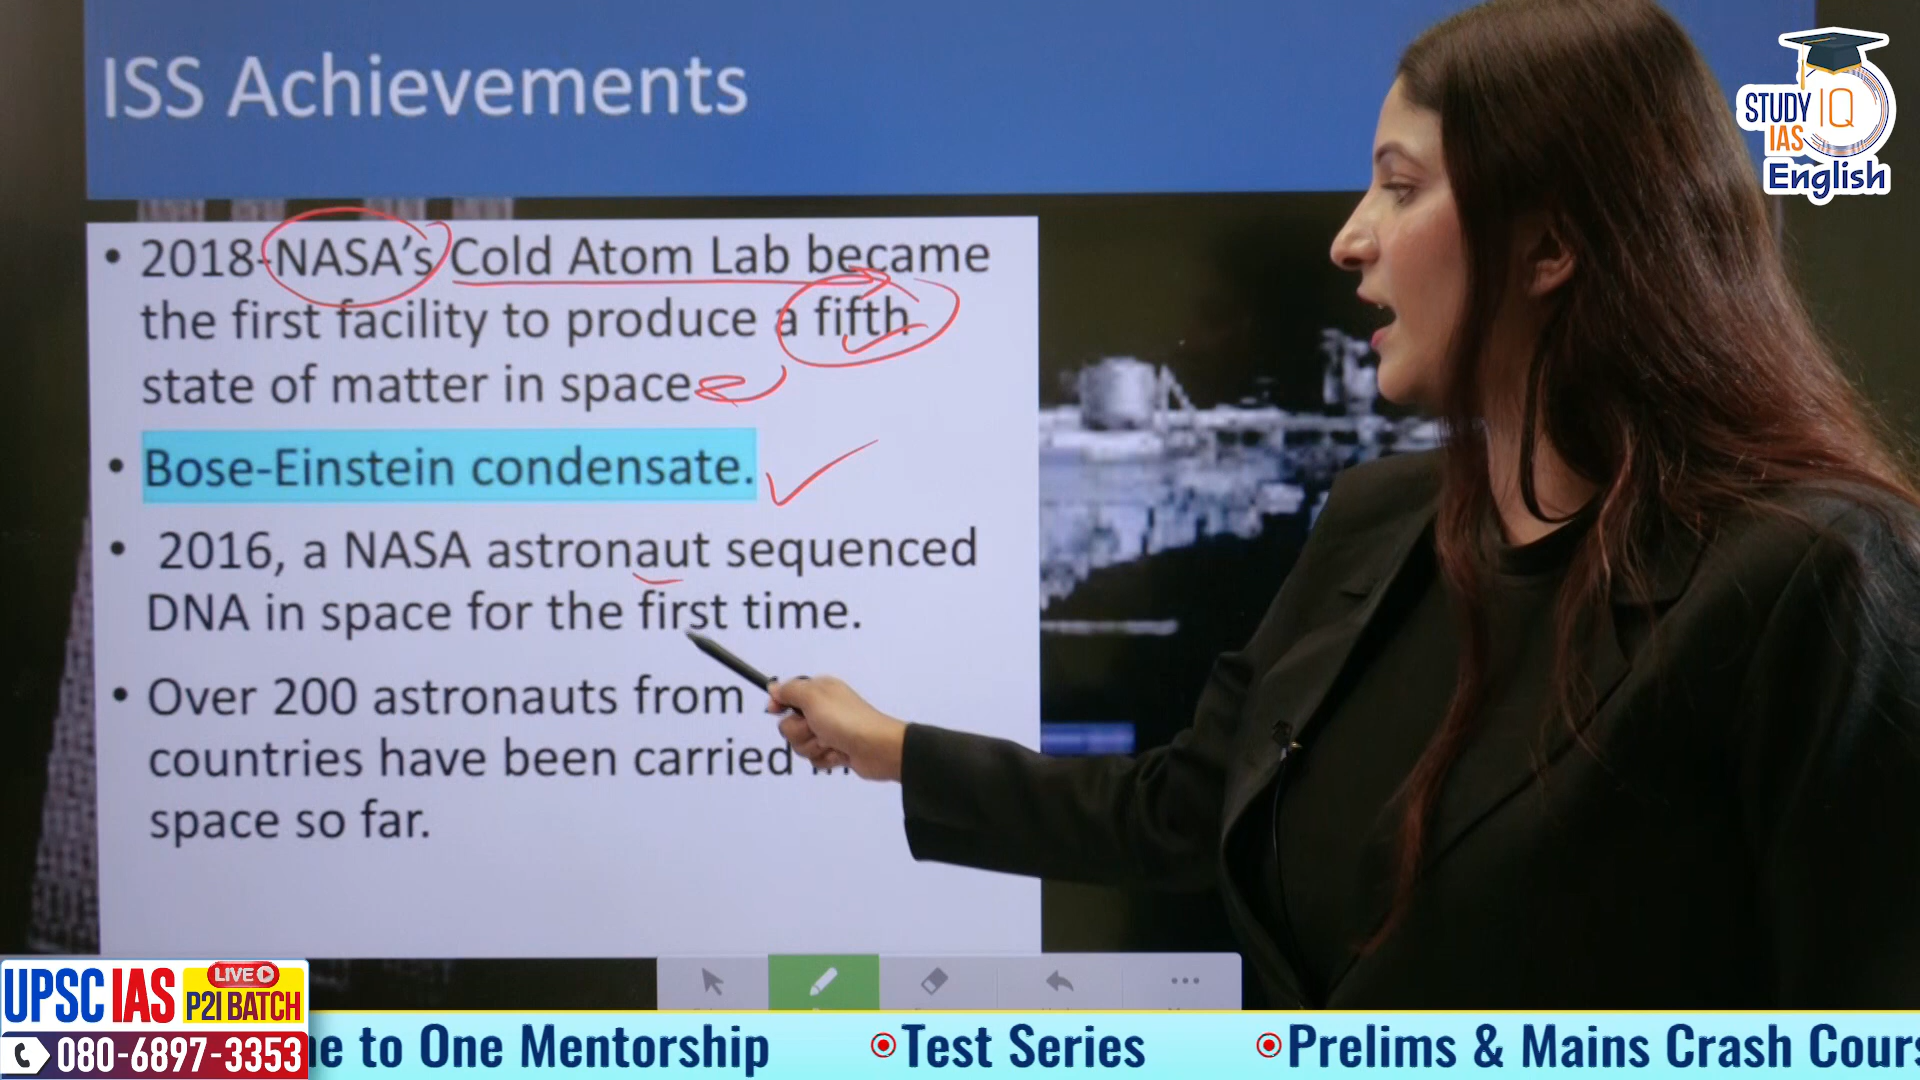 ISS Achievements
STUDY IQ
IAS
English
• 2018-NASA's Cold Atom Lab became
the first facility to produce a fifth
state of matter in space
• Bose-Einstein condensate.
• 2016, a NASA astronaut sequenced
DNA in space for the first time.
• Over 200 astronauts from
countries have been carried
space so far.
UPSC IAS LIVE P2I BATCH
080-6897-3353
to One Mentorship Test Series Prelims & Mains Crash